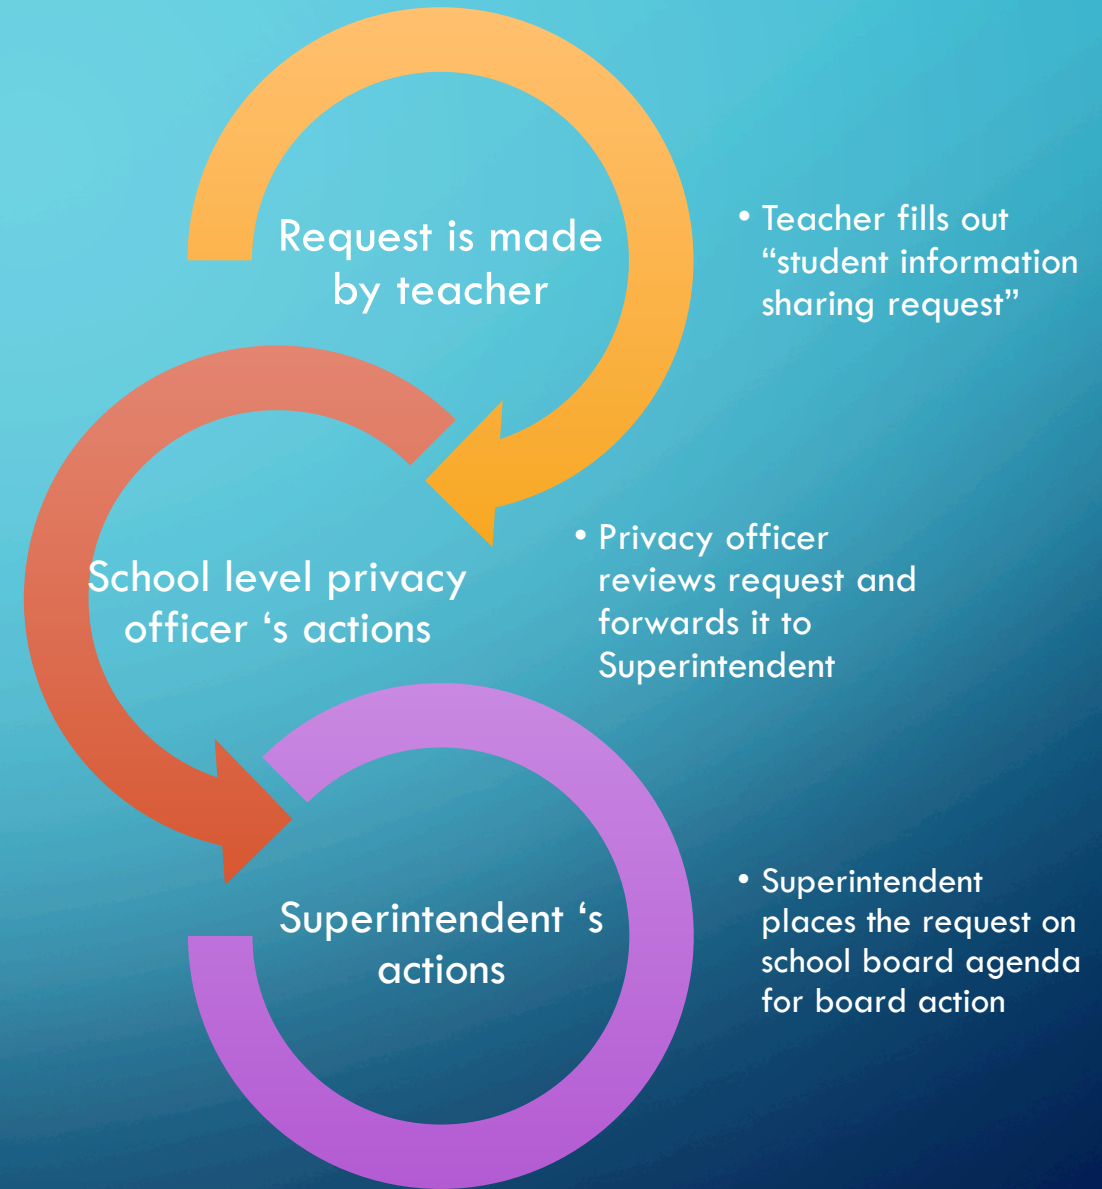 Request is made
by teacher
• Teacher fills out
“student information
sharing request”
School level privacy
officer ‘s actions
• Privacy officer
reviews request and
forwards it to
Superintendent
Superintendent ‘s
actions
• Superintendent
places the request on
school board agenda
for board action